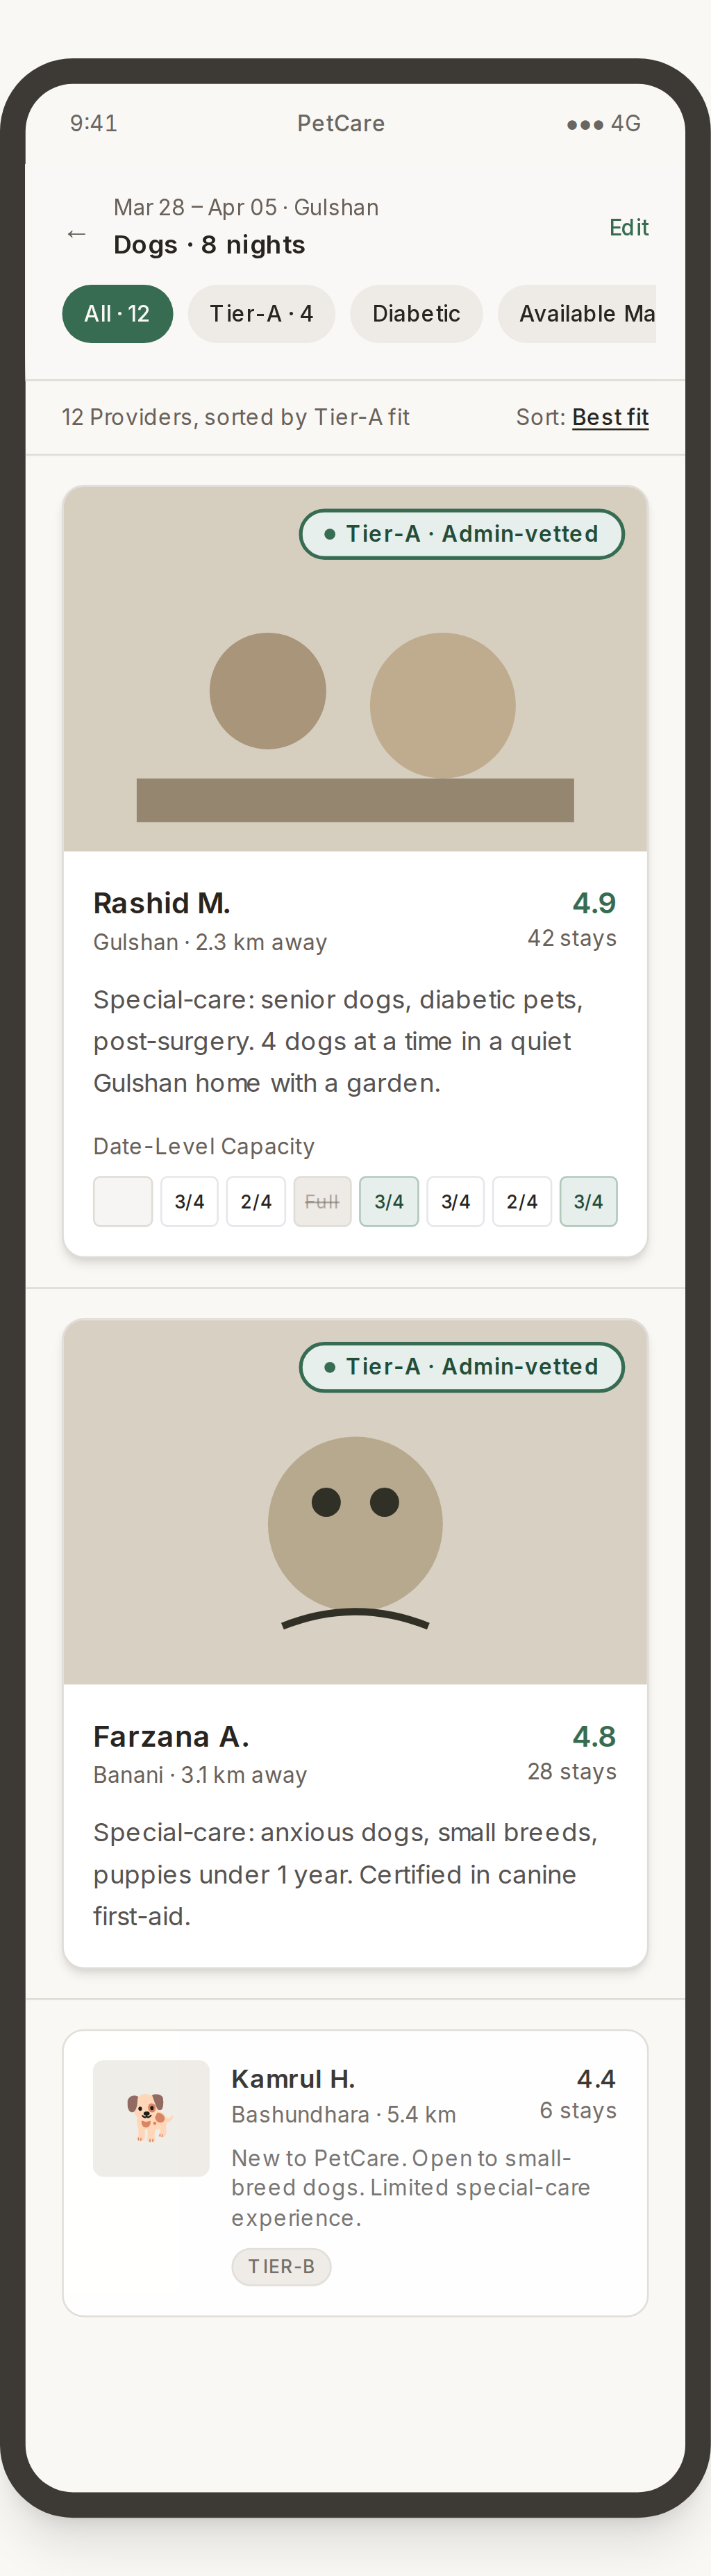 9:41 PetCare ●●● 4G
← Mar 28 – Apr 05 · Gulshan
Dogs · 8 nights
Edit
All · 12 Tier-A · 4 Diabetic Available Ma
12 Providers, sorted by Tier-A fit Sort: Best fit
Tier-A · Admin-vetted
Rashid M. 4.9
Gulshan · 2.3 km away 42 stays
Special-care: senior dogs, diabetic pets,
post-surgery. 4 dogs at a time in a quiet
Gulshan home with a garden.
Date-Level Capacity
3/4 2/4 Full 3/4 3/4 2/4 3/4
Tier-A · Admin-vetted
Farzana A. 4.8
Banani · 3.1 km away 28 stays
Special-care: anxious dogs, small breeds,
puppies under 1 year. Certified in canine
first-aid.
Kamrul H. 4.4
Bashundhara · 5.4 km 6 stays
New to PetCare. Open to small-
breed dogs. Limited special-care
experience.
TIER-B